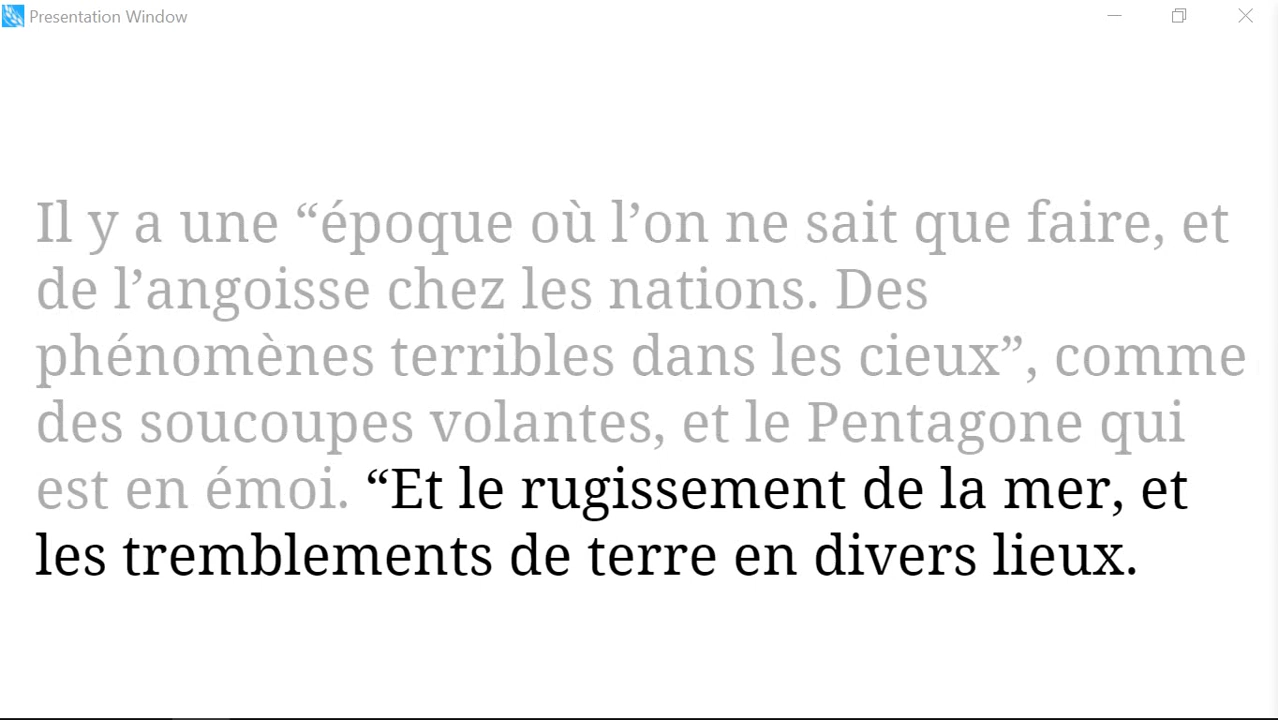 Presentation Window
Il y a une “époque où l’on ne sait que faire, et
de l’angoisse chez les nations. Des
phénomènes terribles dans les cieux”, comme
des soucoupes volantes, et le Pentagone qui
est en émoi. “Et le rugissement de la mer, et
les tremblements de terre en divers lieux.